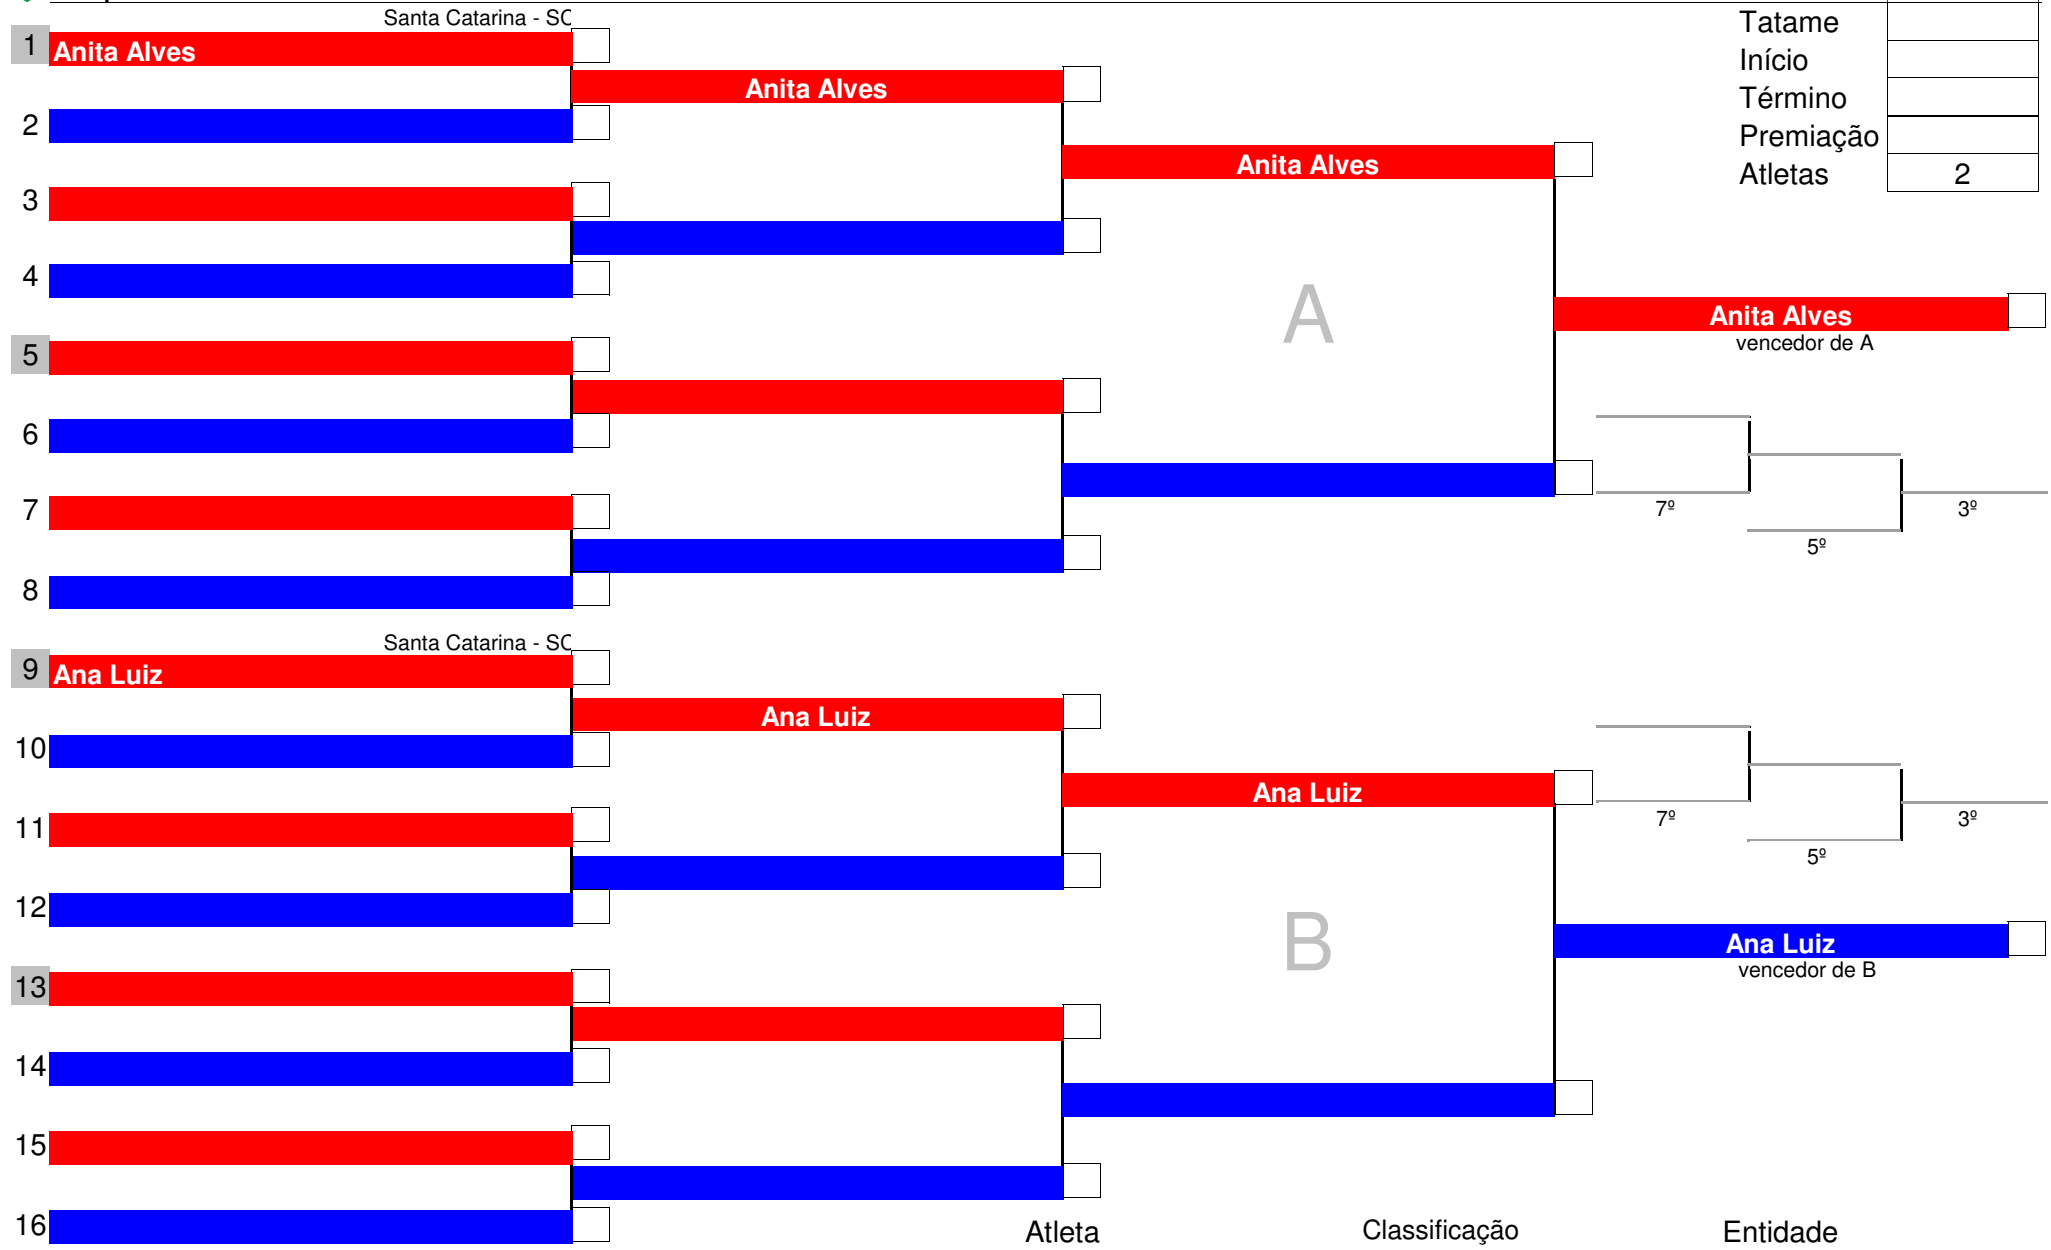 Santa Catarina - SC
Tatame
1 Anita Alves
Início
Anita Alves
Término
2
Premiação
Anita Alves
Atletas 2
3
4
A
Anita Alves
vencedor de A
5
6
7
7º 3º
5º
8
Santa Catarina - SC
9 Ana Luiz
Ana Luiz
10
Ana Luiz
11
7º 3º
5º
12
B
Ana Luiz
vencedor de B
13
14
15
16
Atleta Classificação Entidade